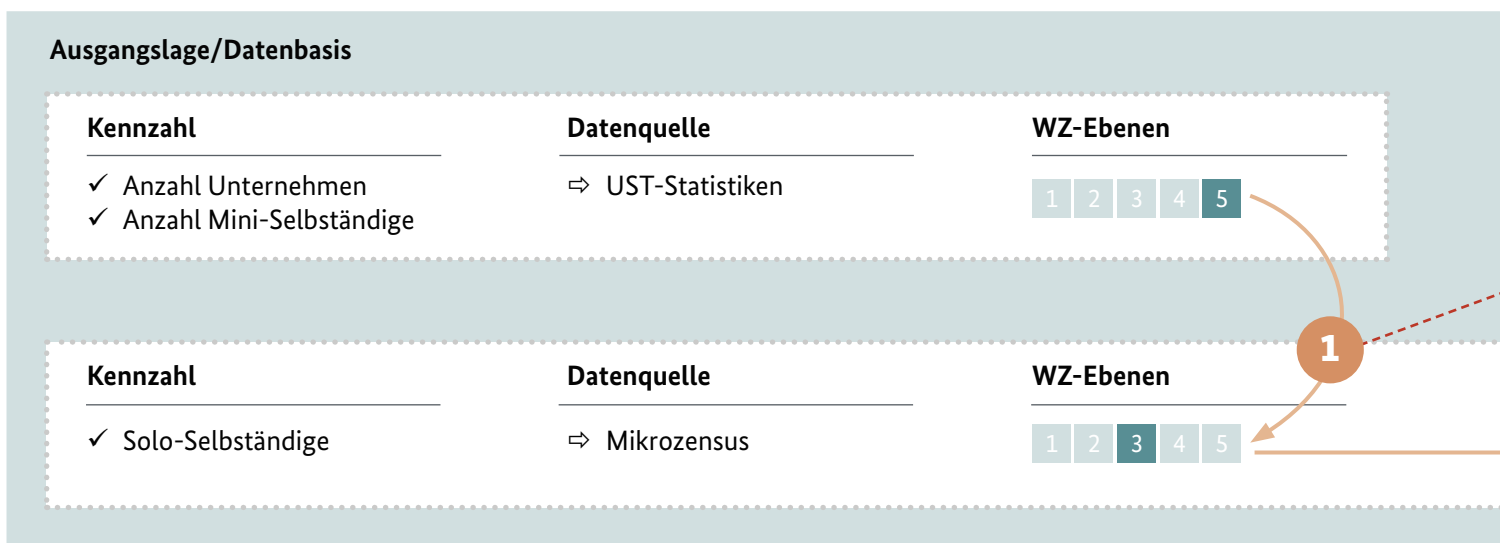 Ausgangslage/Datenbasis
Kennzahl Datenquelle WZ-Ebenen
✓ Anzahl Unternehmen ⇨ UST-Statistiken 1 2 3 4 5
✓ Anzahl Mini-Selbständige
1
Kennzahl Datenquelle WZ-Ebenen
✓ Solo-Selbständige ⇨ Mikrozensus 1 2 3 4 5